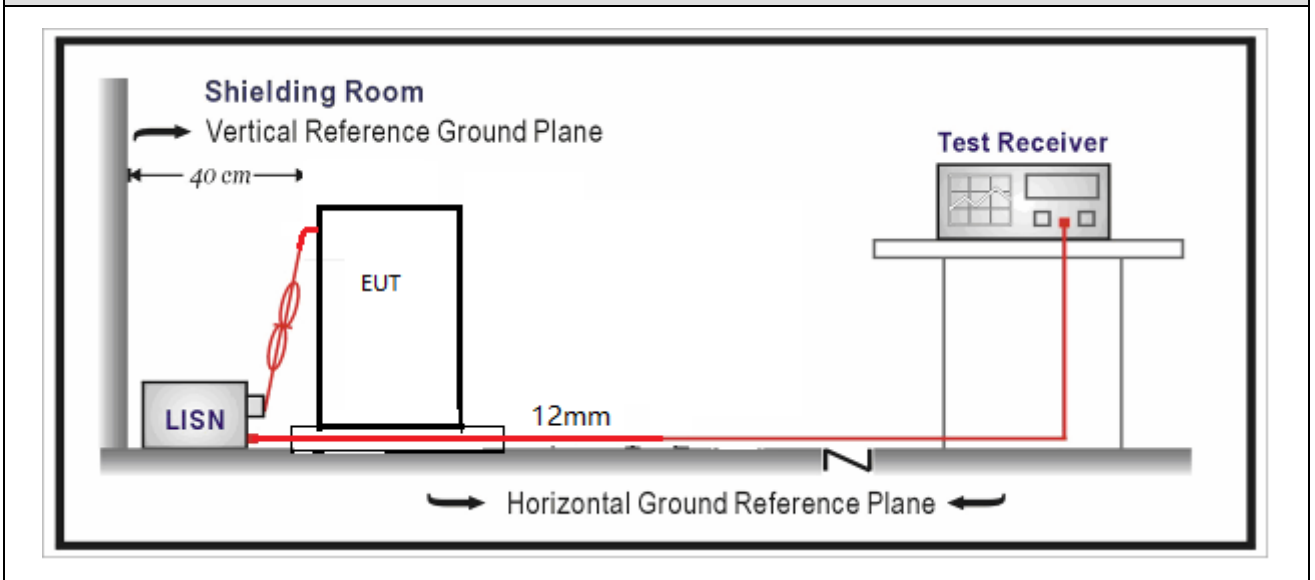 Shielding Room
Vertical Reference Ground Plane
40 cm
Test Receiver
EUT
LISN
12mm
Horizontal Ground Reference Plane